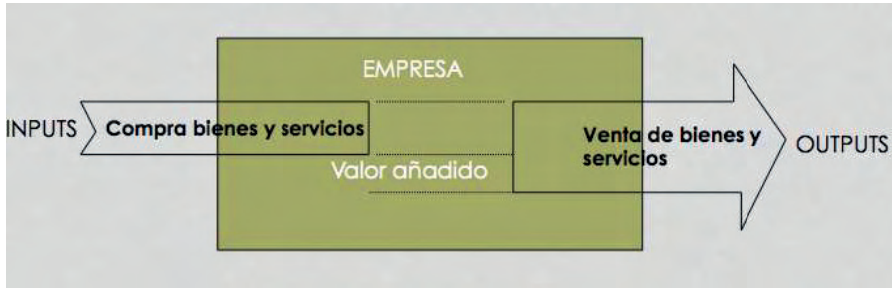 EMPRESA
INPUTS
Compra bienes y servicios
Valor añadido
Venta de bienes y
servicios
OUTPUTS